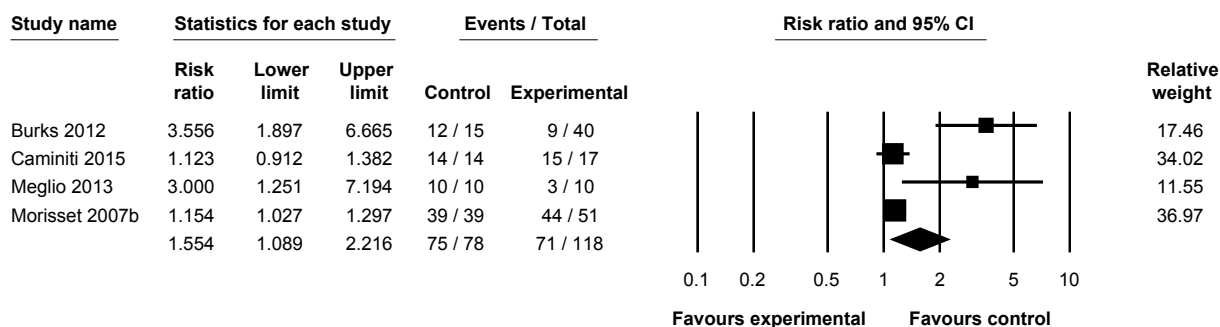 Study name Statistics for each study Events / Total Risk ratio and 95% CI
Risk ratio Lower limit Upper limit Control Experimental Relative weight
Burks 2012 3.556 1.897 6.665 12 / 15 9 / 40 17.46
Caminiti 2015 1.123 0.912 1.382 14 / 14 15 / 17 34.02
Meglio 2013 3.000 1.251 7.194 10 / 10 3 / 10 11.55
Morisset 2007b 1.154 1.027 1.297 39 / 39 44 / 51 36.97
1.554 1.089 2.216 75 / 78 71 / 118
0.1 0.2 0.5 1 2 5 10
Favours experimental Favours control